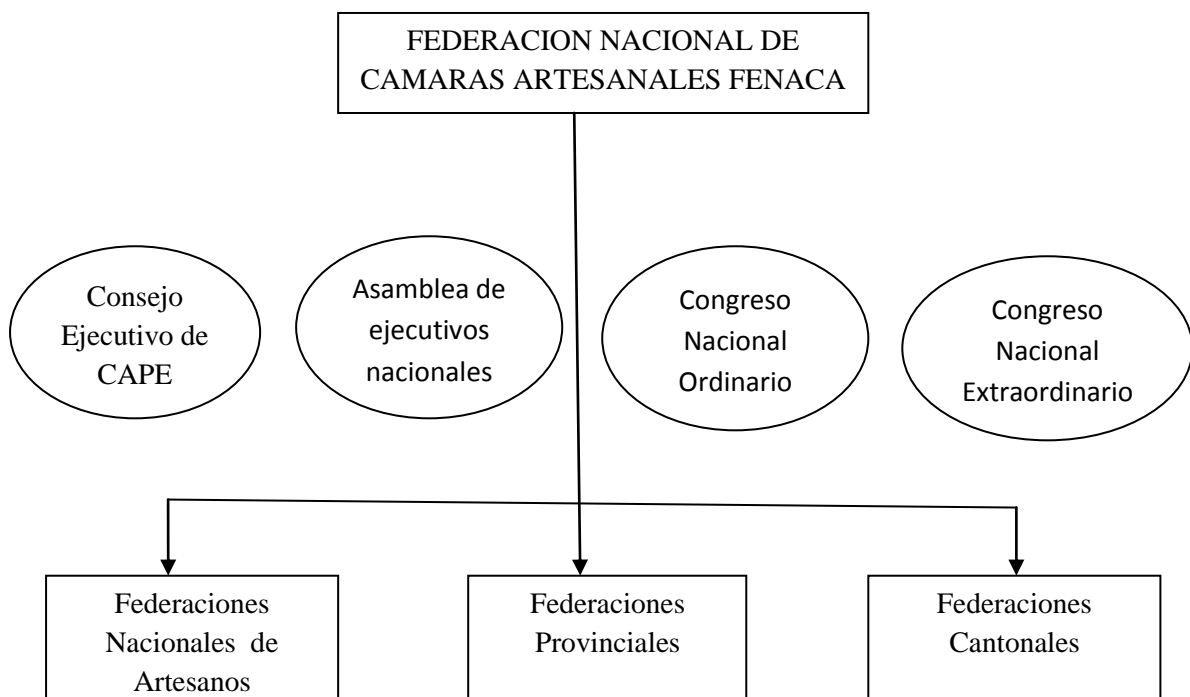 FEDERACION NACIONAL DE
CAMARAS ARTESANALES FENACA
Consejo
Ejecutivo de
CAPE
Asamblea de
ejecutivos
nacionales
Congreso
Nacional
Ordinario
Congreso
Nacional
Extraordinario
Federaciones
Nacionales de
Artesanos
Federaciones
Provinciales
Federaciones
Cantonales